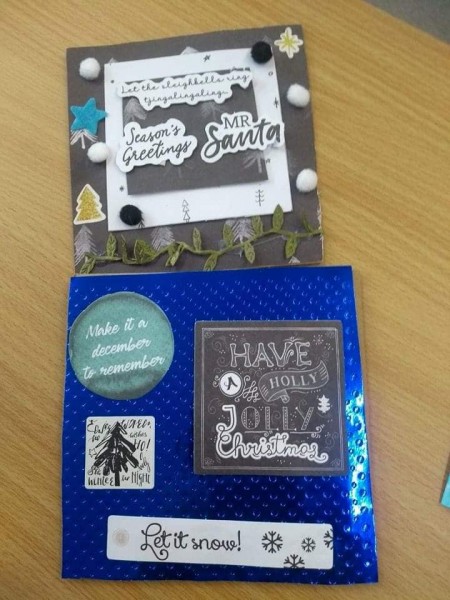 Let the sleighbells ring
tjingalingaling..
Season's
Greetings
MR
Santa
Make it a
december
to remember
HAVE
A
HOLLY
JOLLY
Christmas
Let it snow!